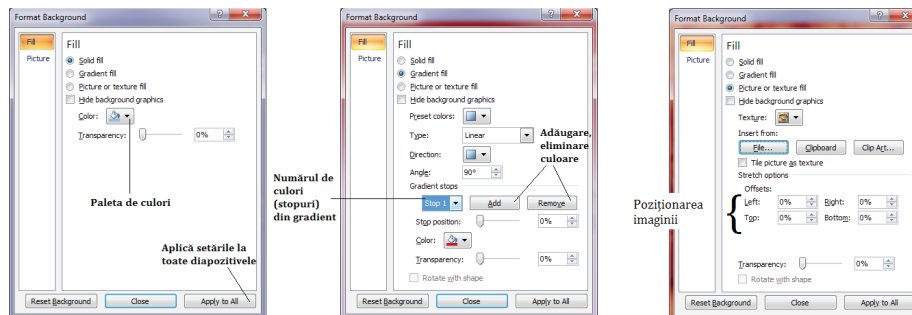 Format Background
Fill
Picture
Fill
Solid fill
Gradient fill
Picture or texture fill
Hide background graphics
Color:
Transparency:
0%
Paleta de culori
Aplică setările la
toate diapozitivele
Reset Background
Close
Apply to All
Format Background
Fill
Picture
Fill
Solid fill
Gradient fill
Picture or texture fill
Hide background graphics
Preset colors:
Type:
Linear
Direction:
Angle:
90°
Gradient stops
Stop 1
Add
Remove
Stop position:
0%
Color:
Transparency:
0%
Rotate with shape
Reset Background
Close
Apply to All
Adăugare,
eliminare
culoare
Numărul de
culori
(stopuri)
din gradient
Format Background
Fill
Picture
Fill
Solid fill
Gradient fill
Picture or texture fill
Hide background graphics
Texture:
Insert from:
File...
Clipboard
Clip Art...
Tile picture as texture
Stretch options
Offsets:
Left:
0%
Right:
0%
Top:
0%
Bottom:
0%
Transparency:
0%
Rotate with shape
Reset Background
Close
Apply to All
Poziționarea
imaginii